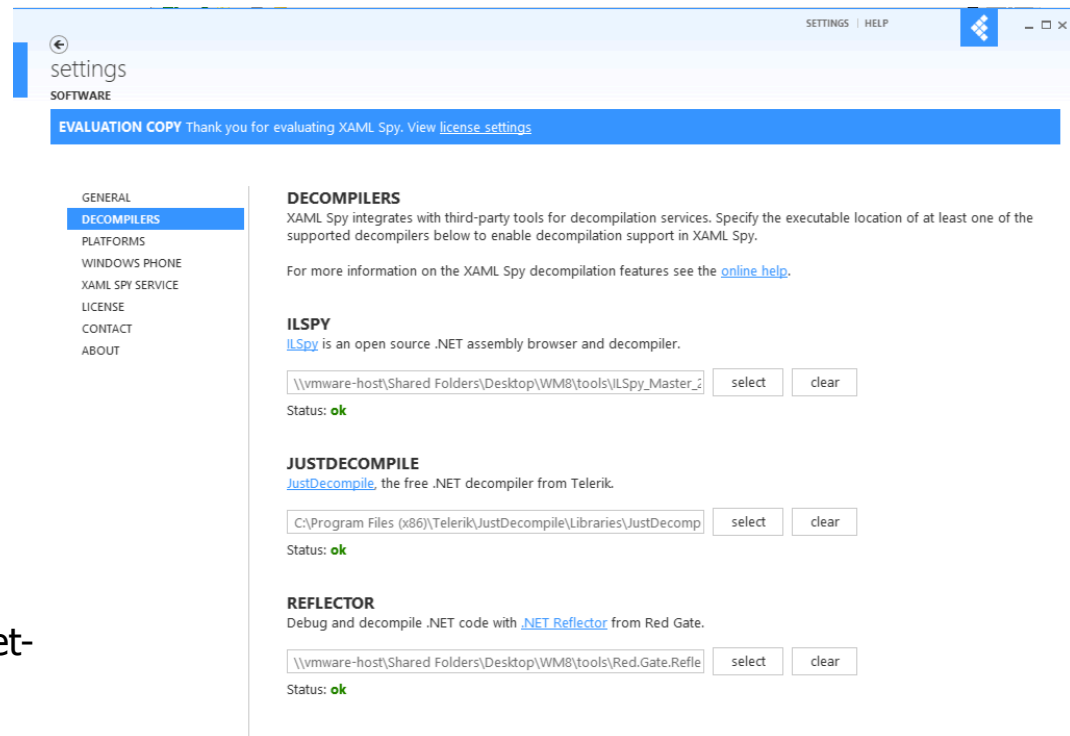 SETTINGS | HELP
settings
SOFTWARE
EVALUATION COPY Thank you for evaluating XAML Spy. View license settings
GENERAL
DECOMPILERS
PLATFORMS
WINDOWS PHONE
XAML SPY SERVICE
LICENSE
CONTACT
ABOUT
DECOMPILERS
XAML Spy integrates with third-party tools for decompilation services. Specify the executable location of at least one of the
supported decompilers below to enable decompilation support in XAML Spy.
For more information on the XAML Spy decompilation features see the online help.
ILSPY
ILSpy is an open source .NET assembly browser and decompiler.
\\vmware-host\Shared Folders\Desktop\WM8\tools\ILSpy_Master_2 select clear
Status: ok
JUSTDECOMPILE
JustDecompile, the free .NET decompiler from Telerik.
C:\Program Files (x86)\Telerik\JustDecompile\Libraries\JustDecomp select clear
Status: ok
REFLECTOR
Debug and decompile .NET code with .NET Reflector from Red Gate.
\\vmware-host\Shared Folders\Desktop\WM8\tools\Red.Gate.Refle select clear
Status: ok
et-